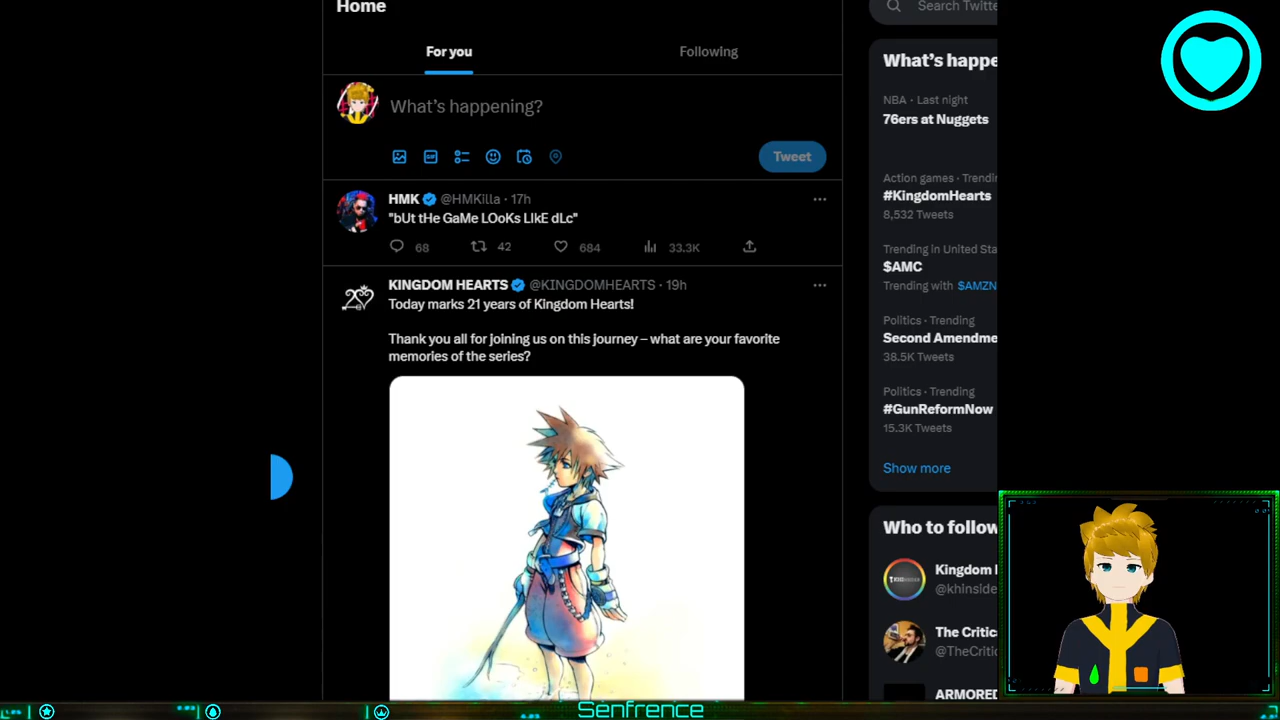 Home
For you
Following
What's happening?
Tweet
HMK @HMKilla · 17h
"bUt tHe GaMe LOoKs LIkE dLc"
68 42 684 33.3K
KINGDOM HEARTS @KINGDOMHEARTS · 19h
Today marks 21 years of Kingdom Hearts!
Thank you all for joining us on this journey – what are your favorite
memories of the series?
Search Twitte
What's happe
NBA · Last night
76ers at Nuggets
Action games · Trendin
#KingdomHearts
8,532 Tweets
Trending in United Sta
$AMC
Trending with $AMZN
Politics · Trending
Second Amendme
38.5K Tweets
Politics · Trending
#GunReformNow
15.3K Tweets
Show more
Who to follow
Kingdom
@khinside
The Critic
@TheCritic
ARMORED
Senfrence